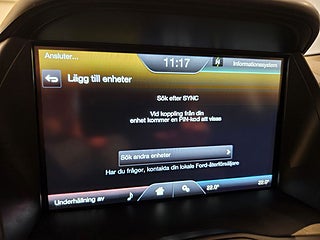 Ansluter...
11:17
Informationssystem
Lägg till enheter
Sök efter SYNC
Vid koppling från din
enhet kommer en PIN-kod att visas
Sök andra enheter
Har du frågor, kontakta din lokale Ford-återförsäljare
Underhållning av
22.0°
22.0°